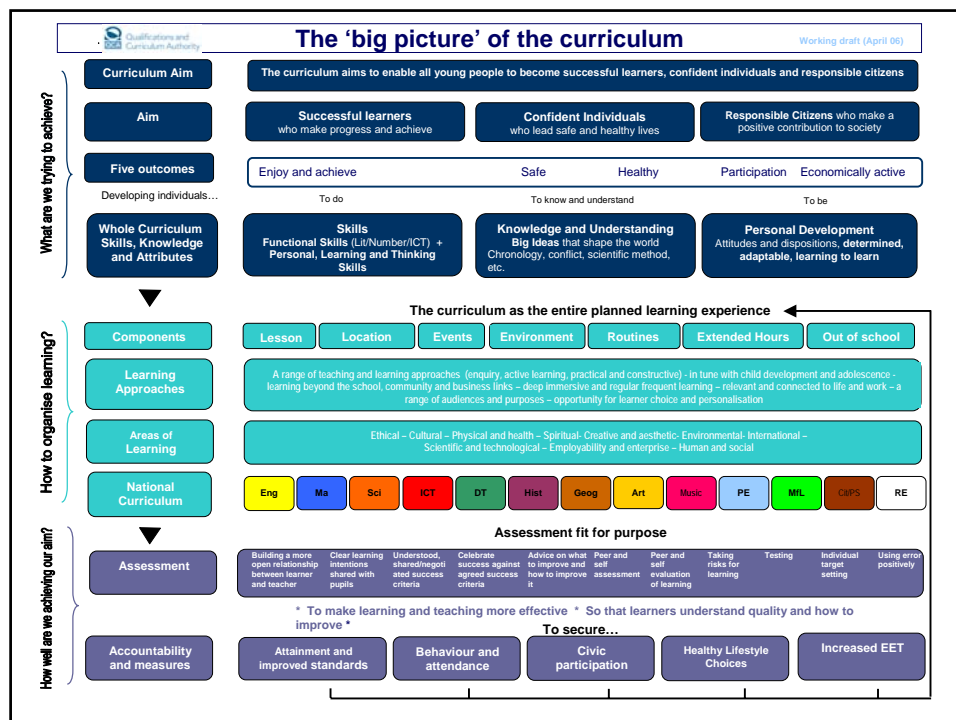 Qualifications and
Curriculum Authority
The ‘big picture’ of the curriculum
Working draft (April 06)
What are we trying to achieve?
Curriculum Aim
The curriculum aims to enable all young people to become successful learners, confident individuals and responsible citizens
Aim
Successful learners
who make progress and achieve
Confident Individuals
who lead safe and healthy lives
Responsible Citizens who make a
positive contribution to society
Five outcomes
Enjoy and achieve
Safe
Healthy
Participation
Economically active
Developing individuals…
To do
To know and understand
To be
Whole Curriculum
Skills, Knowledge
and Attributes
Skills
Functional Skills (Lit/Number/ICT) +
Personal, Learning and Thinking
Skills
Knowledge and Understanding
Big Ideas that shape the world
Chronology, conflict, scientific method,
etc.
Personal Development
Attitudes and dispositions, determined,
adaptable, learning to learn
How to organise learning?
The curriculum as the entire planned learning experience
Components
Lesson
Location
Events
Environment
Routines
Extended Hours
Out of school
Learning
Approaches
A range of teaching and learning approaches (enquiry, active learning, practical and constructive) - in tune with child development and adolescence -
learning beyond the school, community and business links – deep immersive and regular frequent learning – relevant and connected to life and work – a
range of audiences and purposes – opportunity for learner choice and personalisation
Areas of
Learning
Ethical – Cultural – Physical and health – Spiritual- Creative and aesthetic- Environmental- International –
Scientific and technological – Employability and enterprise – Human and social
National
Curriculum
Eng
Ma
Sci
ICT
DT
Hist
Geog
Art
Music
PE
MfL
Cit/PS
RE
How well are we achieving our aim?
Assessment fit for purpose
Assessment
Building a more
open relationship
between learner
and teacher
Clear learning
intentions
shared with
pupils
Understood,
shared/negoti
ated success
criteria
Celebrate
success against
agreed success
criteria
Advice on what
to improve and
how to improve
it
Peer and
self
assessment
Peer and
self
evaluation
of learning
Taking
risks for
learning
Testing
Individual
target
setting
Using error
positively
* To make learning and teaching more effective * So that learners understand quality and how to
improve *
To secure…
Accountability
and measures
Attainment and
improved standards
Behaviour and
attendance
Civic
participation
Healthy Lifestyle
Choices
Increased EET